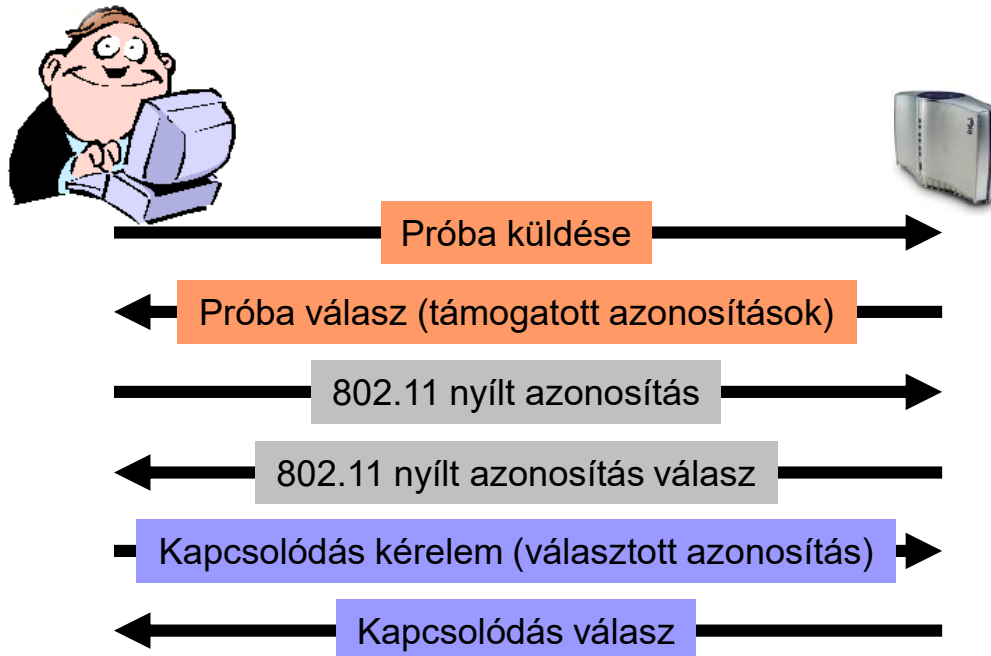 Próba küldése
Próba válasz (támogatott azonosítások)
802.11 nyílt azonosítás
802.11 nyílt azonosítás válasz
Kapcsolódás kérelem (választott azonosítás)
Kapcsolódás válasz